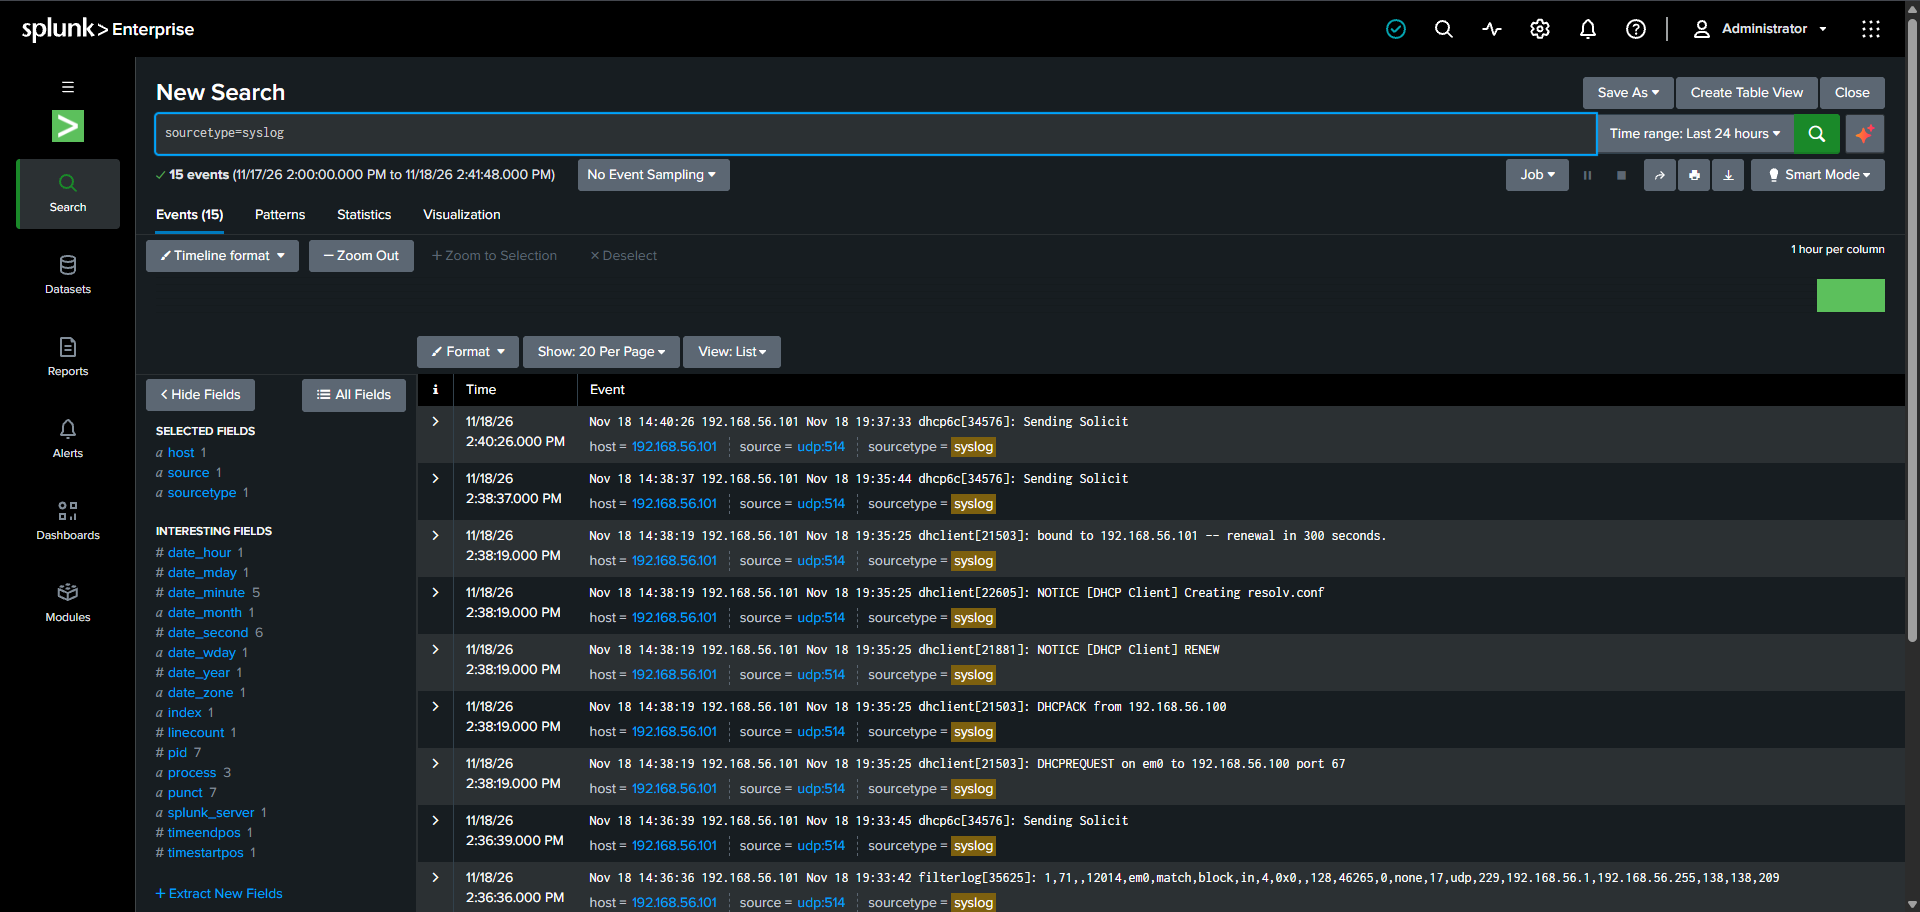 splunk> Enterprise
Administrator
New Search
Save As
Create Table View
Close
sourcetype=syslog
Time range: Last 24 hours
15 events (11/17/26 2:00:00.000 PM to 11/18/26 2:41:48.000 PM)
No Event Sampling
Job
Smart Mode
Search
Datasets
Reports
Alerts
Dashboards
Modules
Events (15)
Patterns
Statistics
Visualization
Timeline format
— Zoom Out
+ Zoom to Selection
× Deselect
1 hour per column
Format
Show: 20 Per Page
View: List
< Hide Fields
All Fields
SELECTED FIELDS
a host 1
a source 1
a sourcetype 1
INTERESTING FIELDS
# date_hour 1
# date_mday 1
# date_minute 5
a date_month 1
# date_second 6
a date_wday 1
# date_year 1
a date_zone 1
a index 1
# linecount 1
# pid 7
a process 3
a punct 7
a splunk_server 1
# timeendpos 1
# timestartpos 1
+ Extract New Fields
i Time Event
11/18/26
2:40:26.000 PM
Nov 18 14:40:26 192.168.56.101 Nov 18 19:37:33 dhcp6c[34576]: Sending Solicit
host = 192.168.56.101 source = udp:514 sourcetype = syslog
11/18/26
2:38:37.000 PM
Nov 18 14:38:37 192.168.56.101 Nov 18 19:35:44 dhcp6c[34576]: Sending Solicit
host = 192.168.56.101 source = udp:514 sourcetype = syslog
11/18/26
2:38:19.000 PM
Nov 18 14:38:19 192.168.56.101 Nov 18 19:35:25 dhclient[21503]: bound to 192.168.56.101 -- renewal in 300 seconds.
host = 192.168.56.101 source = udp:514 sourcetype = syslog
11/18/26
2:38:19.000 PM
Nov 18 14:38:19 192.168.56.101 Nov 18 19:35:25 dhclient[22605]: NOTICE [DHCP Client] Creating resolv.conf
host = 192.168.56.101 source = udp:514 sourcetype = syslog
11/18/26
2:38:19.000 PM
Nov 18 14:38:19 192.168.56.101 Nov 18 19:35:25 dhclient[21881]: NOTICE [DHCP Client] RENEW
host = 192.168.56.101 source = udp:514 sourcetype = syslog
11/18/26
2:38:19.000 PM
Nov 18 14:38:19 192.168.56.101 Nov 18 19:35:25 dhclient[21503]: DHCPACK from 192.168.56.100
host = 192.168.56.101 source = udp:514 sourcetype = syslog
11/18/26
2:38:19.000 PM
Nov 18 14:38:19 192.168.56.101 Nov 18 19:35:25 dhclient[21503]: DHCPREQUEST on em0 to 192.168.56.100 port 67
host = 192.168.56.101 source = udp:514 sourcetype = syslog
11/18/26
2:36:39.000 PM
Nov 18 14:36:39 192.168.56.101 Nov 18 19:33:45 dhcp6c[34576]: Sending Solicit
host = 192.168.56.101 source = udp:514 sourcetype = syslog
11/18/26
2:36:36.000 PM
Nov 18 14:36:36 192.168.56.101 Nov 18 19:33:42 filterlog[35625]: 1,71,,12014,em0,match,block,in,4,0x0,,128,46265,0,none,17,udp,229,192.168.56.1,192.168.56.255,138,138,209
host = 192.168.56.101 source = udp:514 sourcetype = syslog